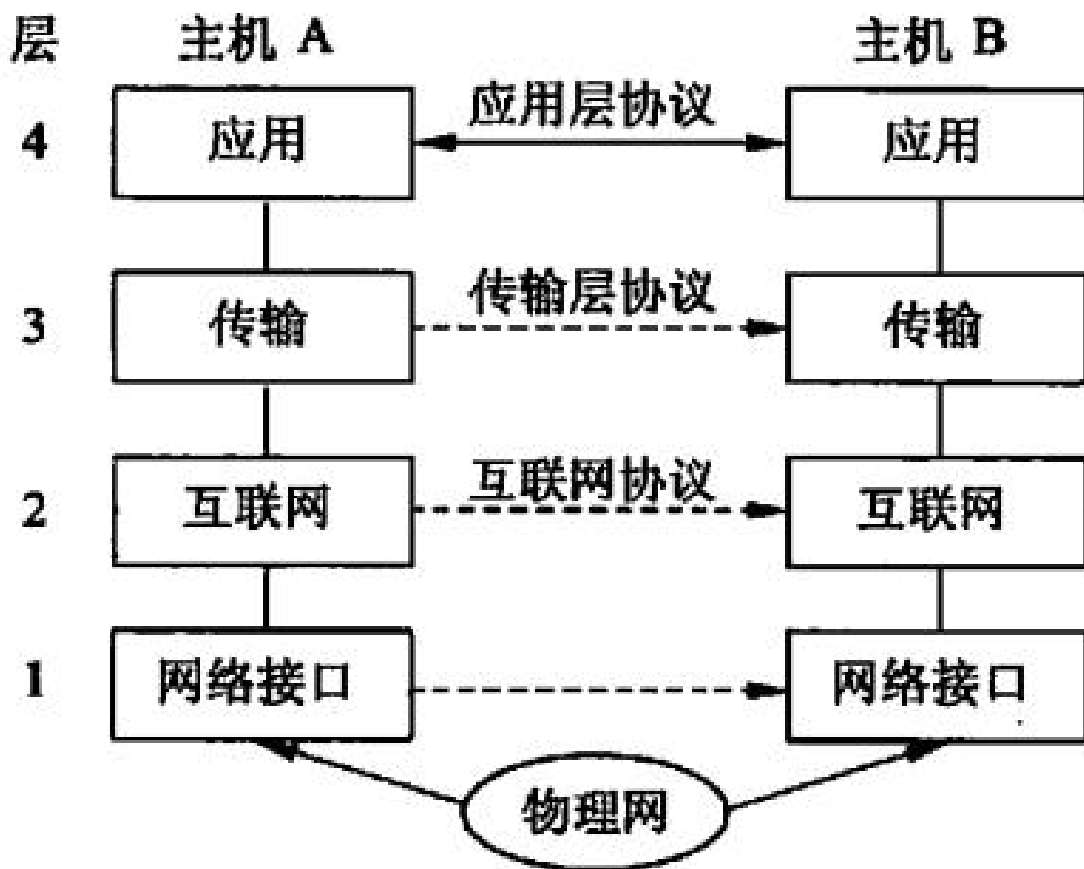 层 主机 A 主机 B
应用层协议
4 应用 应用
传输层协议
3 传输 传输
互联网协议
2 互联网 互联网
1 网络接口 网络接口
物理网